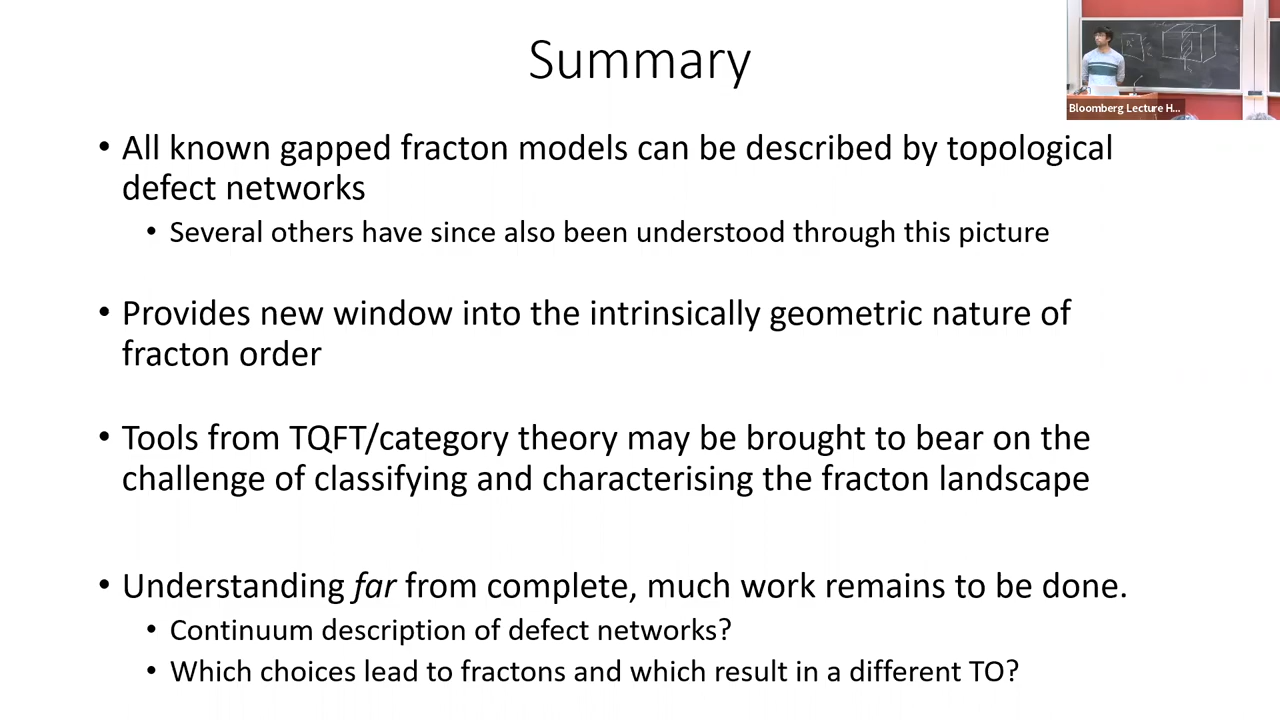 Summary
Bloomberg Lecture H...
• All known gapped fracton models can be described by topological
defect networks
• Several others have since also been understood through this picture
• Provides new window into the intrinsically geometric nature of
fracton order
• Tools from TQFT/category theory may be brought to bear on the
challenge of classifying and characterising the fracton landscape
• Understanding far from complete, much work remains to be done.
• Continuum description of defect networks?
• Which choices lead to fractons and which result in a different TO?